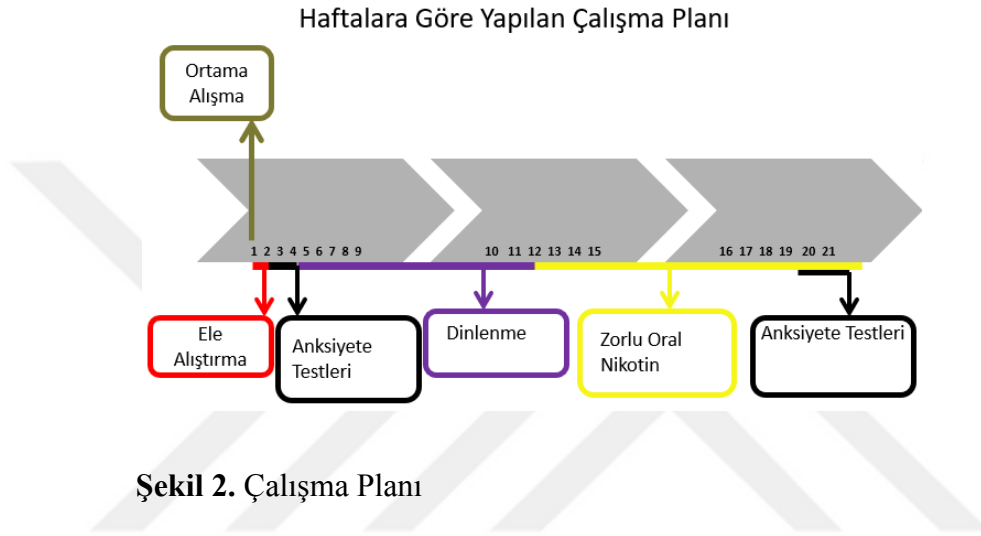 Haftalara Göre Yapılan Çalışma Planı
Ortama
Alışma
1 2 3 4 5 6 7 8 9 10 11 12 13 14 15 16 17 18 19 20 21
Ele
Alıştırma
Anksiyete
Testleri
Dinlenme
Zorlu Oral
Nikotin
Anksiyete Testleri
Şekil 2. Çalışma Planı